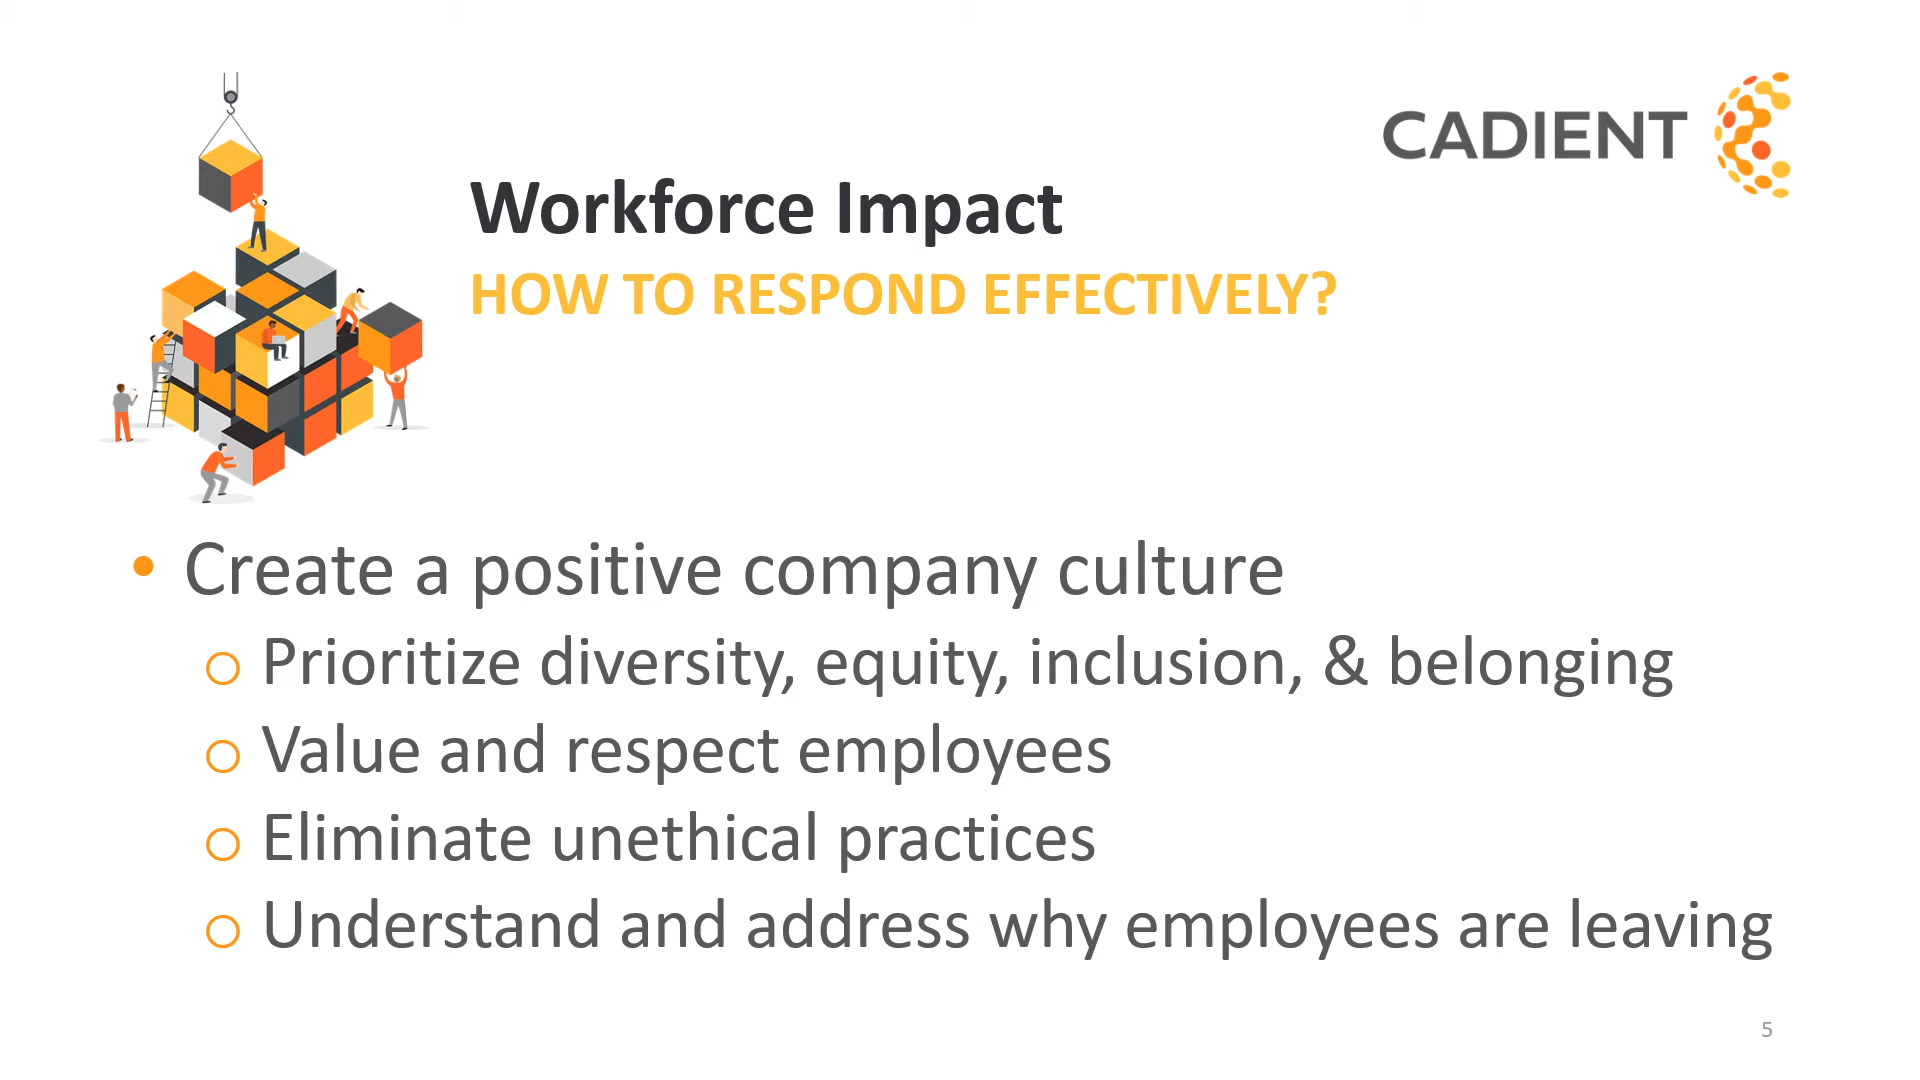 CADIENT
Workforce Impact
HOW TO RESPOND EFFECTIVELY?
• Create a positive company culture
o Prioritize diversity, equity, inclusion, & belonging
o Value and respect employees
o Eliminate unethical practices
o Understand and address why employees are leaving
5